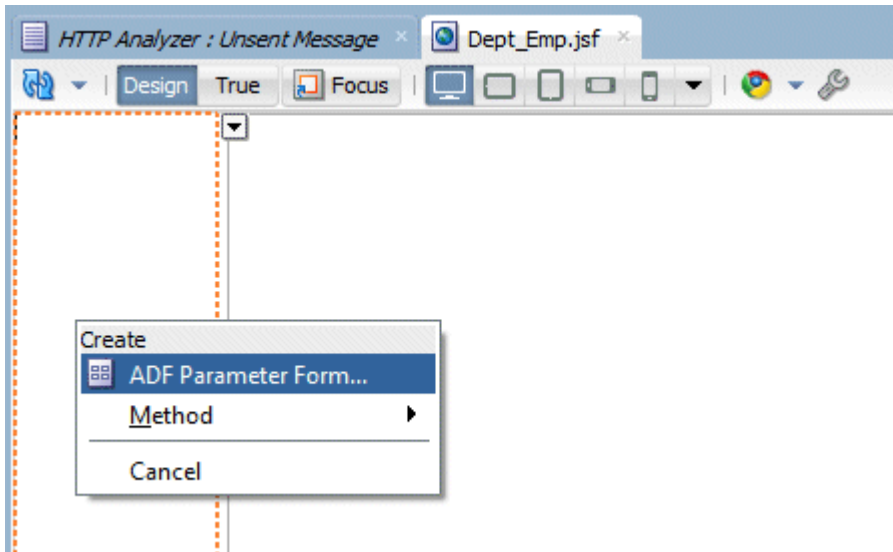 HTTP Analyzer : Unsent Message Dept_Emp.jsf
Design True Focus
Create
ADF Parameter Form...
Method
Cancel